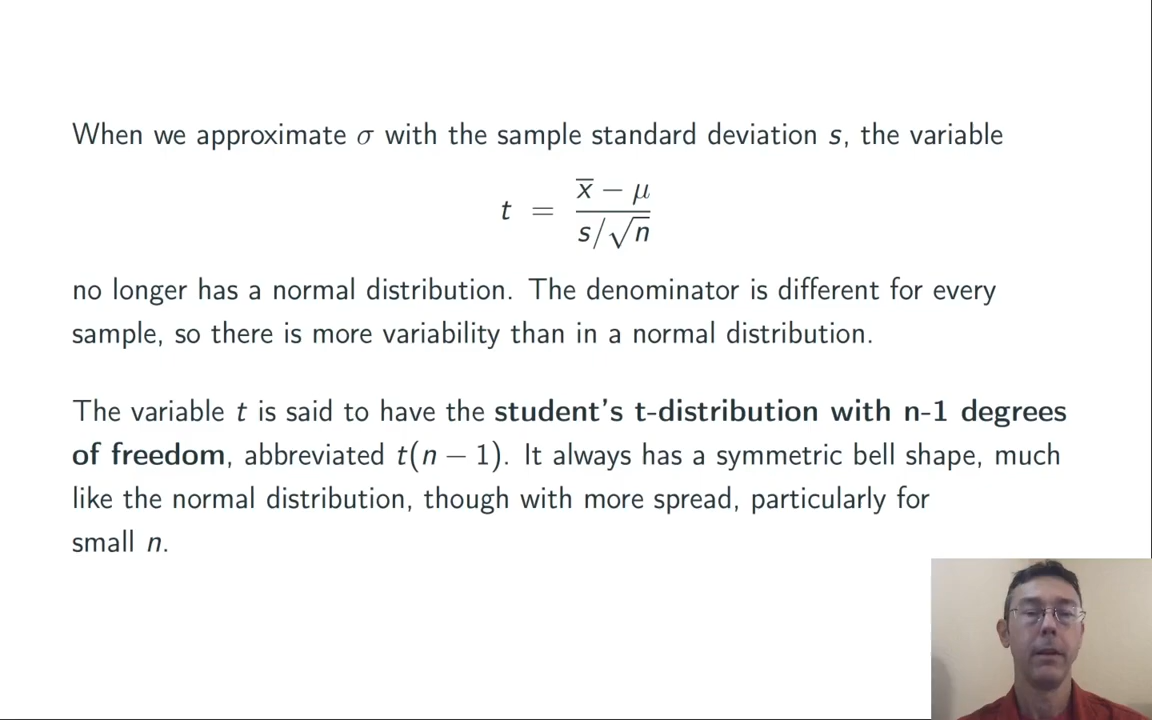 When we approximate σ with the sample standard deviation s, the variable
t = x̄ − μ / s/√n
no longer has a normal distribution. The denominator is different for every
sample, so there is more variability than in a normal distribution.
The variable t is said to have the student's t-distribution with n-1 degrees
of freedom, abbreviated t(n − 1). It always has a symmetric bell shape, much
like the normal distribution, though with more spread, particularly for
small n.